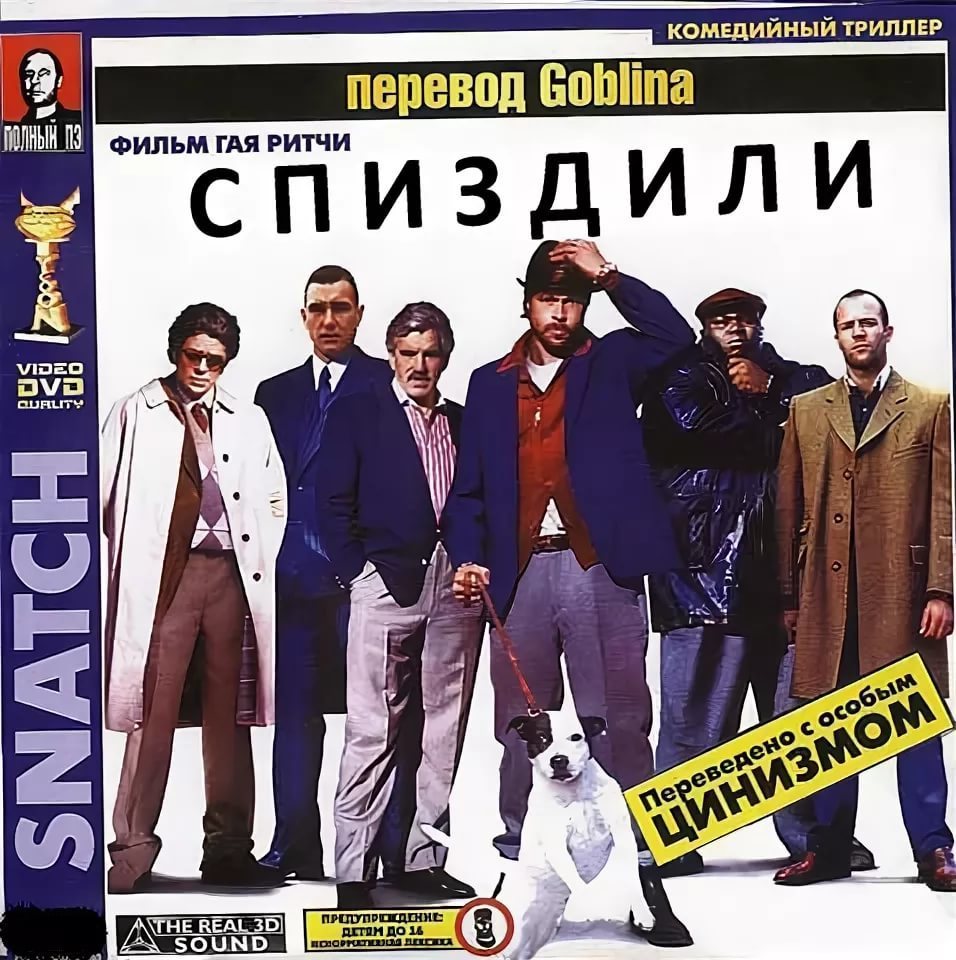 КОМЕДИЙНЫЙ ТРИЛЛЕР
перевод Goblina
ПОЛНЫЙ ПЭ
ФИЛЬМ ГАЯ РИТЧИ
СПИЗДИЛИ
VIDEO
DVD
QUALITY
SNATCH
Переведено с особым
ЦИНИЗМОМ
THE REAL 3D
SOUND
ПРЕДУПРЕЖДЕНИЕ:
ДЕТЯМ ДО 16